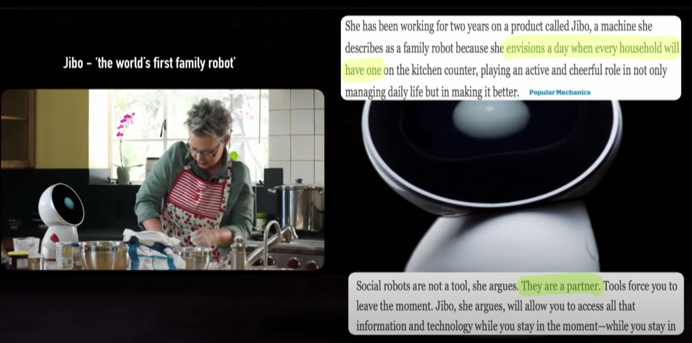 Jibo – ‘the world’s first family robot’
She has been working for two years on a product called Jibo, a machine she
describes as a family robot because she envisions a day when every household will
have one on the kitchen counter, playing an active and cheerful role in not only
managing daily life but in making it better. Popular Mechanics
Social robots are not a tool, she argues. They are a partner. Tools force you to
leave the moment. Jibo, she argues, will allow you to access all that
information and technology while you stay in the moment—while you stay in